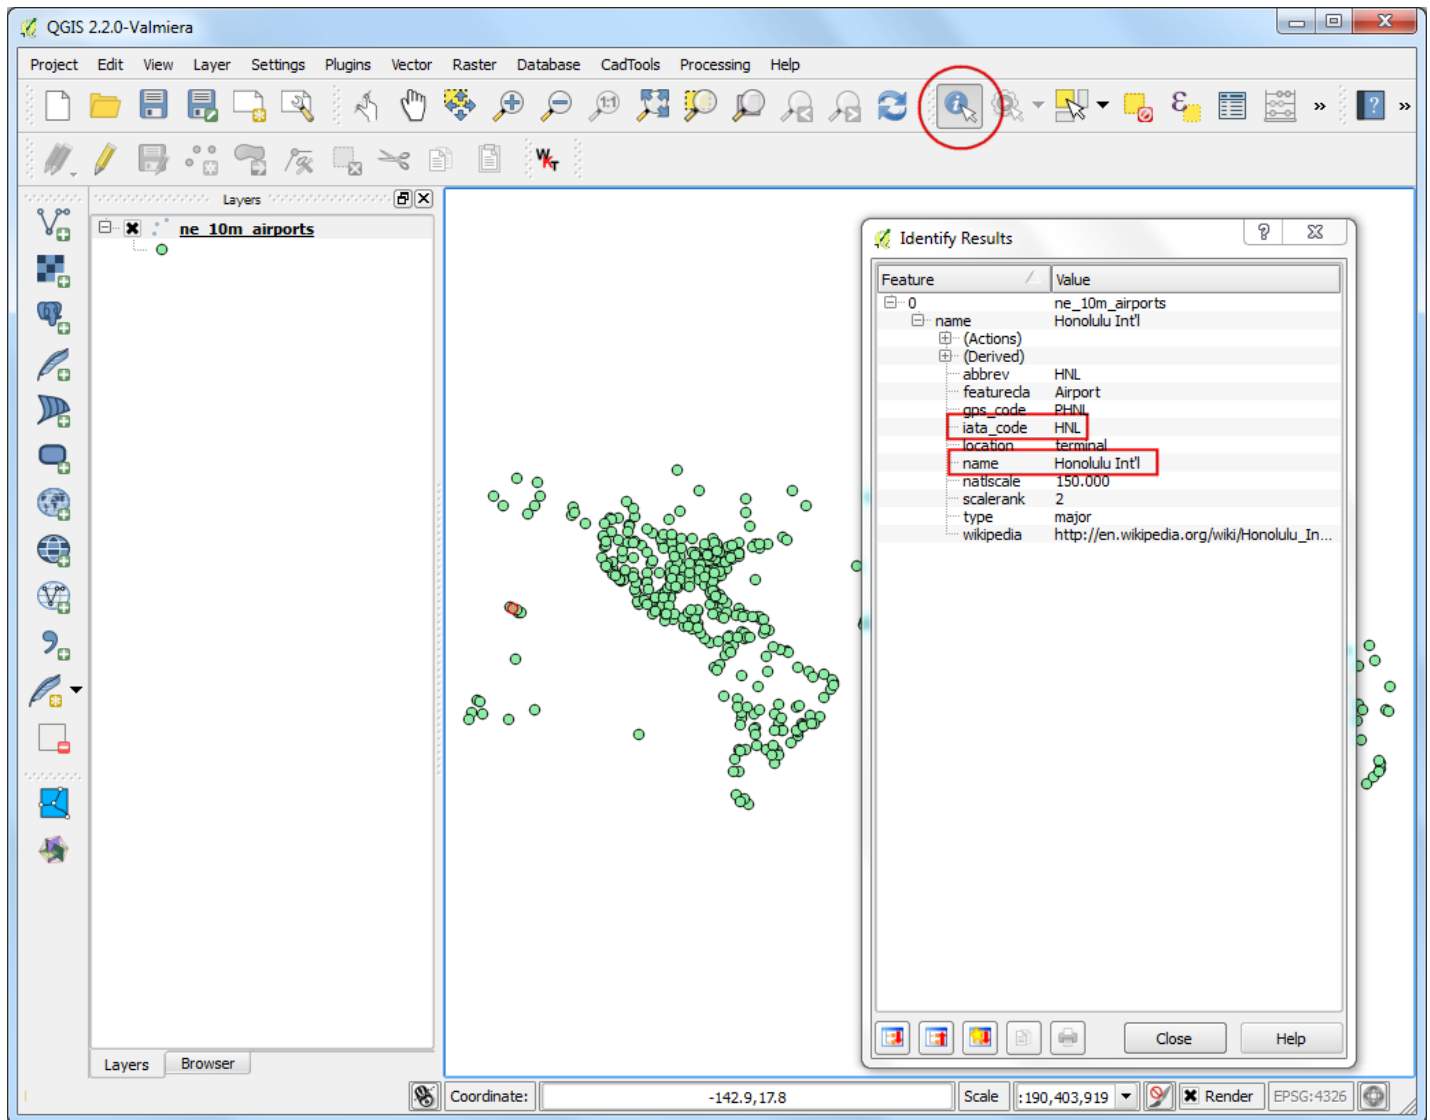 QGIS 2.2.0-Valmiera
Project Edit View Layer Settings Plugins Vector Raster Database CadTools Processing Help
1:1
WKT
Layers
ne_10m_airports
Identify Results
Feature Value
0 ne_10m_airports
name Honolulu Int'l
(Actions)
(Derived)
abbrev HNL
featurecla Airport
gps_code PHNL
iata_code HNL
location terminal
name Honolulu Int'l
natlscale 150.000
scalerank 2
type major
wikipedia http://en.wikipedia.org/wiki/Honolulu_In...
Close Help
Layers Browser
Coordinate: -142.9,17.8 Scale :190,403,919 Render EPSG:4326